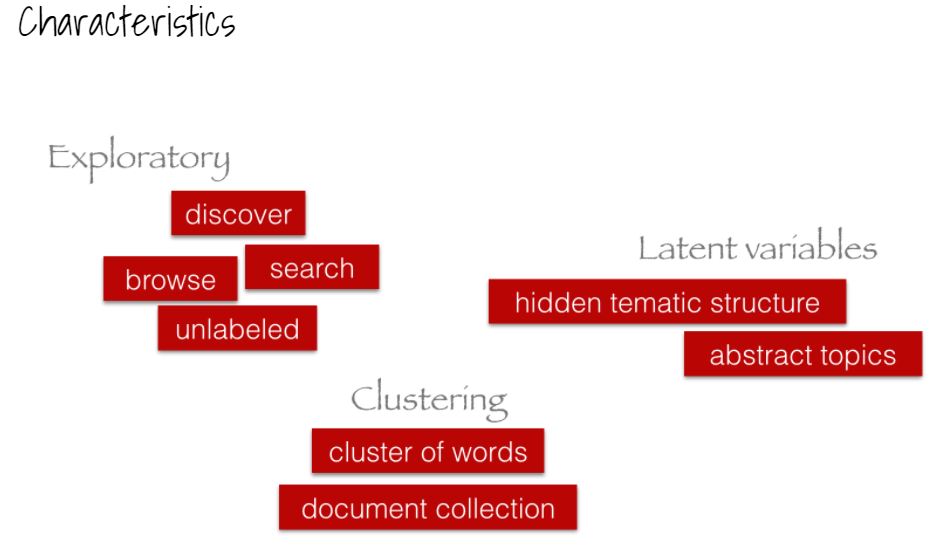 Characteristics
Exploratory
discover
browse
search
unlabeled
Latent variables
hidden tematic structure
abstract topics
Clustering
cluster of words
document collection